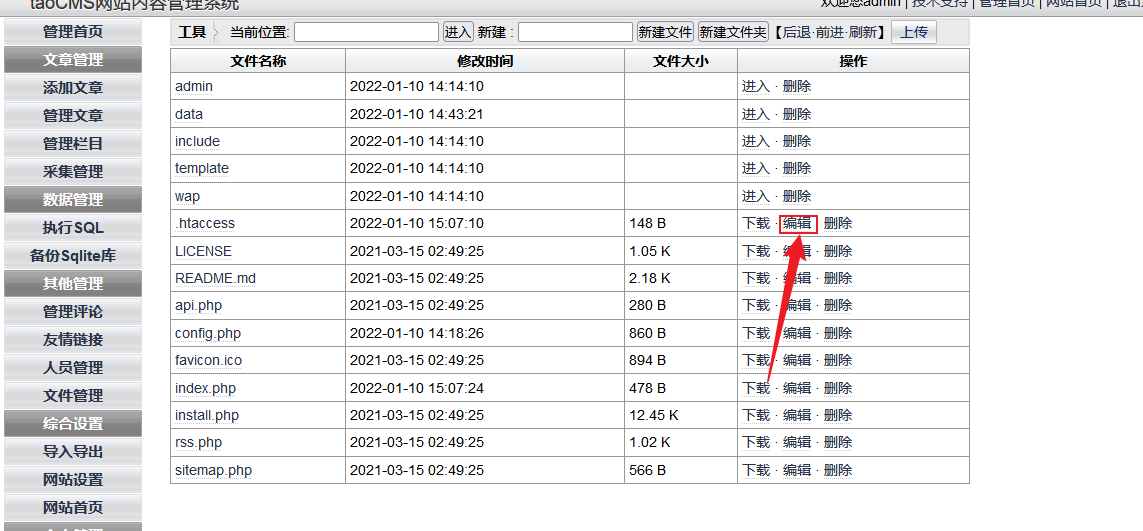 taoCMS网站内容管理系统
欢迎您admin | 技术支持 | 管理首页 | 网站首页 | 退出
管理首页
文章管理
添加文章
管理文章
管理栏目
采集管理
数据管理
执行SQL
备份Sqlite库
其他管理
管理评论
友情链接
人员管理
文件管理
综合设置
导入导出
网站设置
网站首页
工具 当前位置: 进入 新建 : 新建文件 新建文件夹 【后退·前进·刷新】 上传
文件名称 修改时间 文件大小 操作
admin 2022-01-10 14:14:10 进入 · 删除
data 2022-01-10 14:43:21 进入 · 删除
include 2022-01-10 14:14:10 进入 · 删除
template 2022-01-10 14:14:10 进入 · 删除
wap 2022-01-10 14:14:10 进入 · 删除
.htaccess 2022-01-10 15:07:10 148 B 下载 · 编辑 · 删除
LICENSE 2021-03-15 02:49:25 1.05 K 下载 · 编辑 · 删除
README.md 2021-03-15 02:49:25 2.18 K 下载 · 编辑 · 删除
api.php 2021-03-15 02:49:25 280 B 下载 · 编辑 · 删除
config.php 2022-01-10 14:18:26 860 B 下载 · 编辑 · 删除
favicon.ico 2021-03-15 02:49:25 894 B 下载 · 编辑 · 删除
index.php 2022-01-10 15:07:24 478 B 下载 · 编辑 · 删除
install.php 2021-03-15 02:49:25 12.45 K 下载 · 编辑 · 删除
rss.php 2021-03-15 02:49:25 1.02 K 下载 · 编辑 · 删除
sitemap.php 2021-03-15 02:49:25 566 B 下载 · 编辑 · 删除